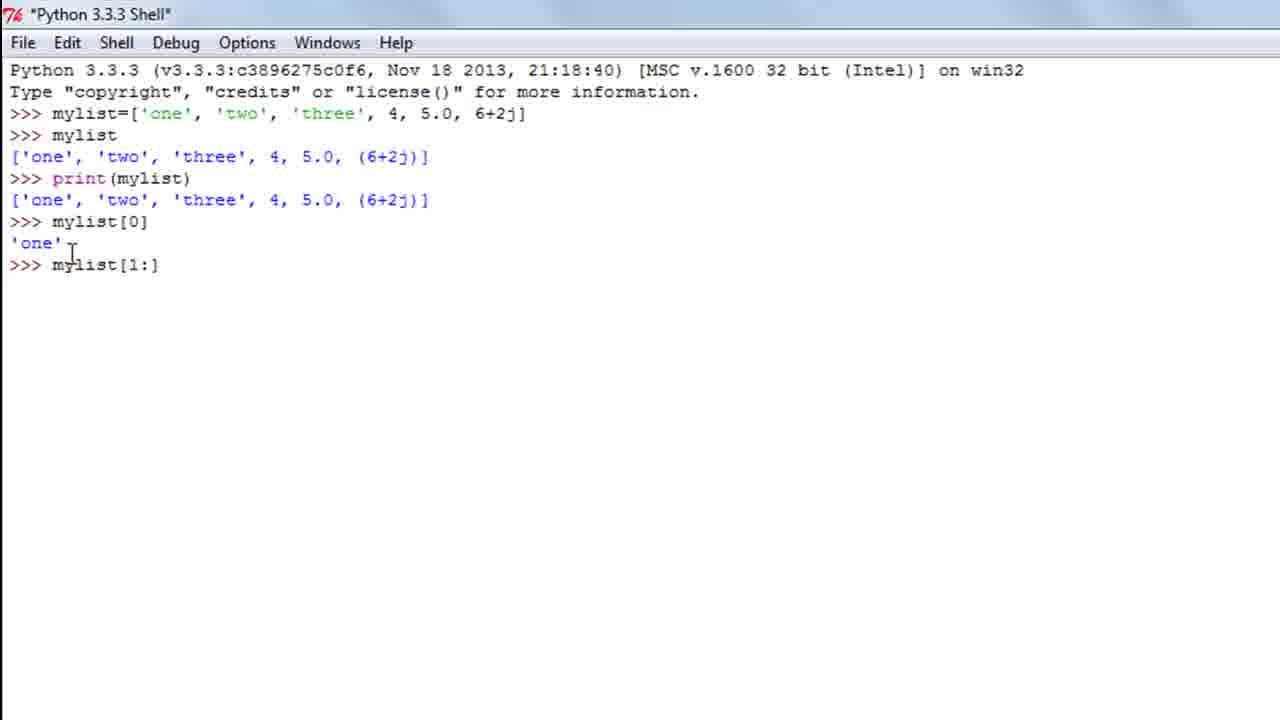 *Python 3.3.3 Shell*
File Edit Shell Debug Options Windows Help
Python 3.3.3 (v3.3.3:c3896275c0f6, Nov 18 2013, 21:18:40) [MSC v.1600 32 bit (Intel)] on win32
Type "copyright", "credits" or "license()" for more information.
>>> mylist=['one', 'two', 'three', 4, 5.0, 6+2j]
>>> mylist
['one', 'two', 'three', 4, 5.0, (6+2j)]
>>> print(mylist)
['one', 'two', 'three', 4, 5.0, (6+2j)]
>>> mylist[0]
'one'
>>> mylist[1:]